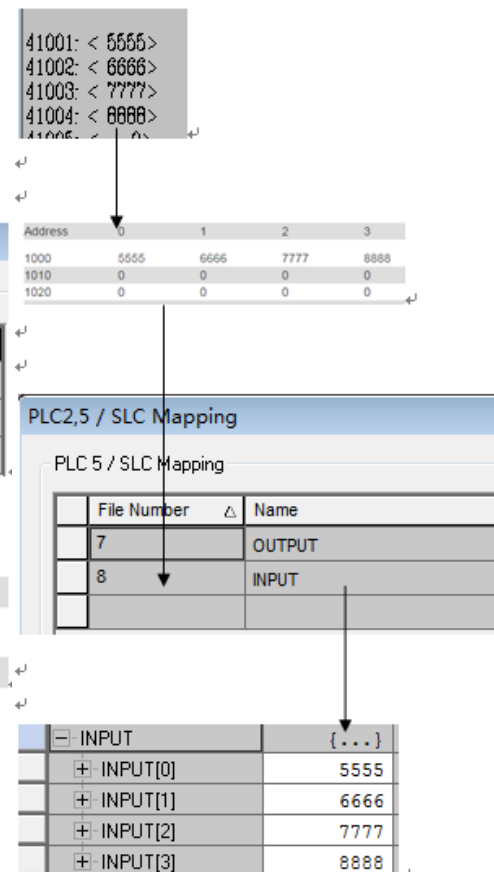 41001: < 5555>
41002: < 6666>
41003: < 7777>
41004: < 8888>
Address 0 1 2 3
1000 5555 6666 7777 8888
1010 0 0 0 0
1020 0 0 0 0
PLC2,5 / SLC Mapping
PLC 5 / SLC Mapping
File Number Name
7 OUTPUT
8 INPUT
INPUT {...}
INPUT[0] 5555
INPUT[1] 6666
INPUT[2] 7777
INPUT[3] 8888